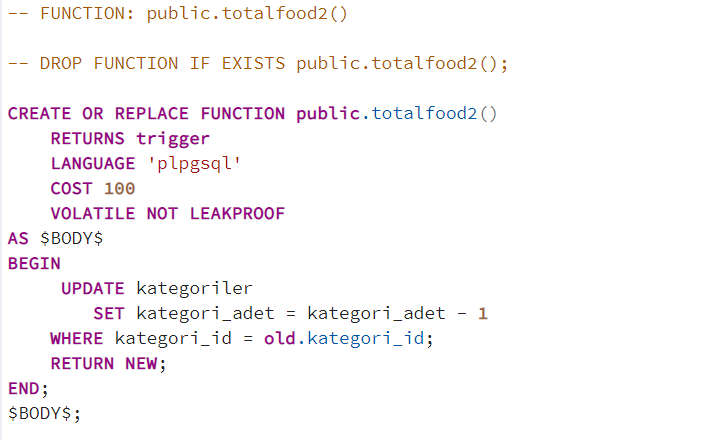 -- FUNCTION: public.totalfood2()
-- DROP FUNCTION IF EXISTS public.totalfood2();
CREATE OR REPLACE FUNCTION public.totalfood2()
RETURNS trigger
LANGUAGE 'plpgsql'
COST 100
VOLATILE NOT LEAKPROOF
AS $BODY$
BEGIN
UPDATE kategoriler
SET kategori_adet = kategori_adet - 1
WHERE kategori_id = old.kategori_id;
RETURN NEW;
END;
$BODY$;